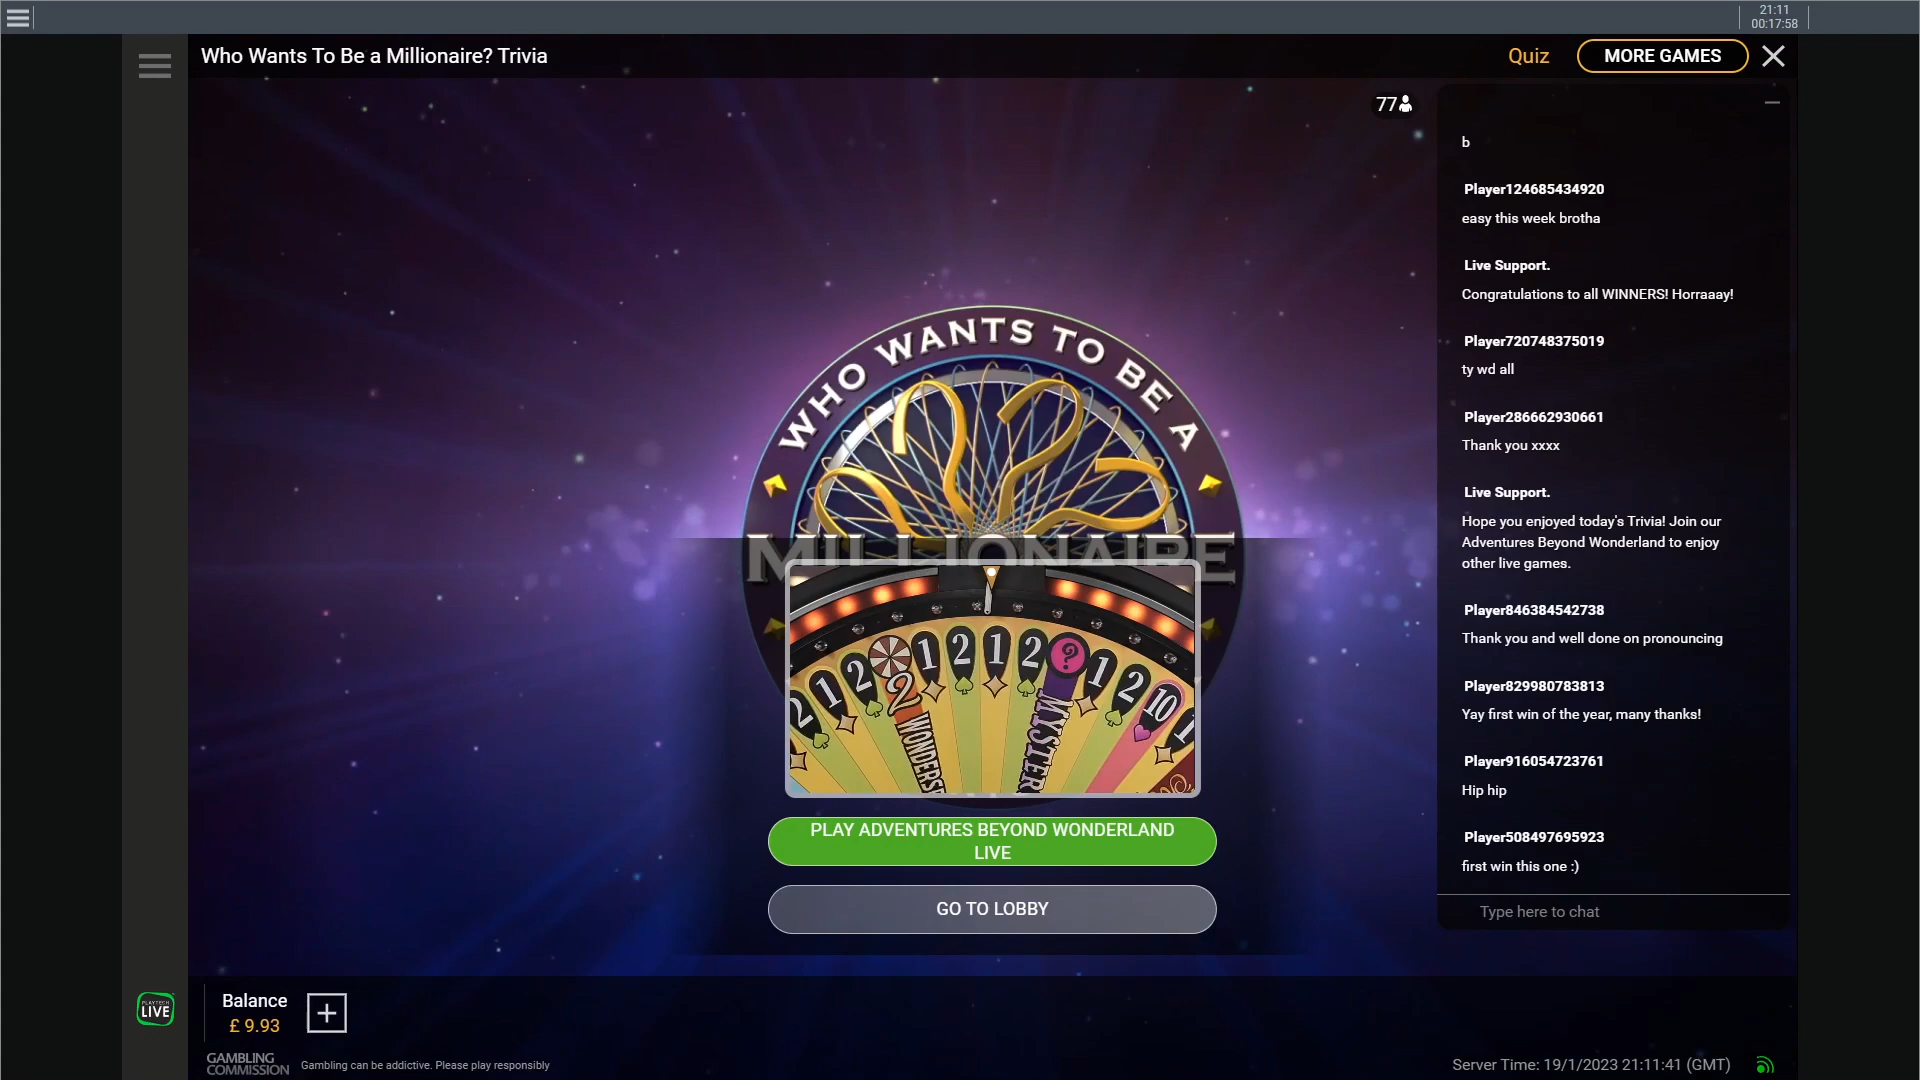 21:11
00:17:58
Who Wants To Be a Millionaire? Trivia
Quiz
MORE GAMES
77
b
Player124685434920
easy this week brotha
Live Support.
Congratulations to all WINNERS! Horraaay!
Player720748375019
ty wd all
Player286662930661
Thank you xxxx
Live Support.
Hope you enjoyed today's Trivia! Join our
Adventures Beyond Wonderland to enjoy
other live games.
Player846384542738
Thank you and well done on pronouncing
Player829980783813
Yay first win of the year, many thanks!
Player916054723761
Hip hip
Player508497695923
first win this one :)
Type here to chat
WHO WANTS TO BE A
MILLIONAIRE
2 1 2 2 1 2 1 2 ? 1 2 10 1
WONDERS
MYSTER
PLAY ADVENTURES BEYOND WONDERLAND
LIVE
GO TO LOBBY
PLAYTECH
LIVE
Balance
£ 9.93
+
GAMBLING
COMMISSION
Gambling can be addictive. Please play responsibly
Server Time: 19/1/2023 21:11:41 (GMT)